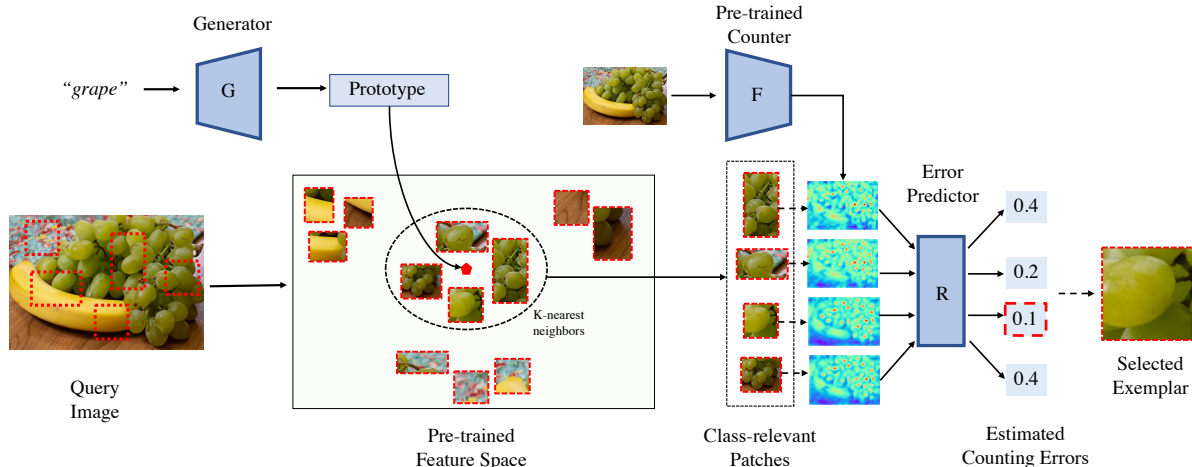 Generator
Pre-trained
Counter
"grape"
G
Prototype
F
K-nearest
neighbors
Error
Predictor
R
0.4
0.2
0.1
0.4
Query
Image
Pre-trained
Feature Space
Class-relevant
Patches
Estimated
Counting Errors
Selected
Exemplar